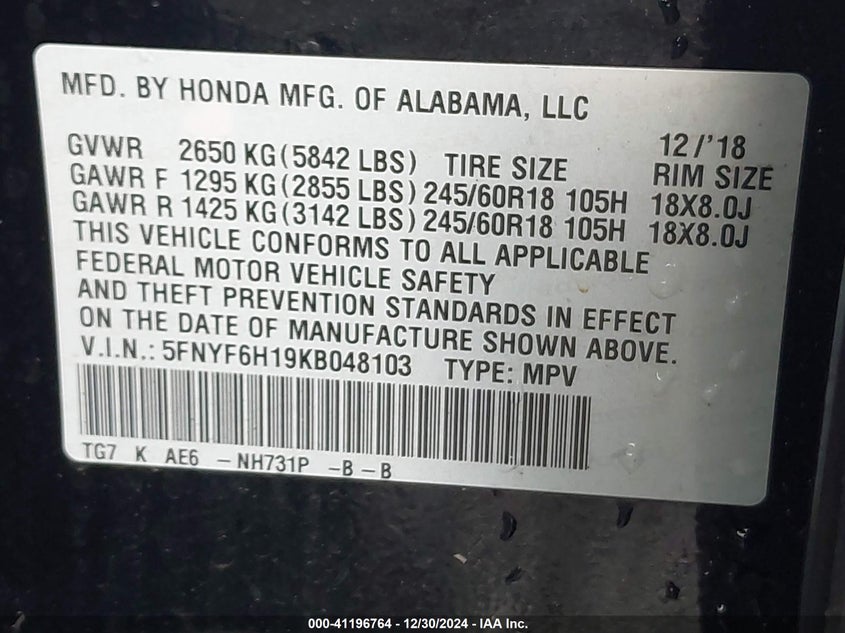 MFD. BY HONDA MFG. OF ALABAMA, LLC
12/'18
GVWR 2650 KG (5842 LBS) TIRE SIZE RIM SIZE
GAWR F 1295 KG (2855 LBS) 245/60R18 105H 18X8.0J
GAWR R 1425 KG (3142 LBS) 245/60R18 105H 18X8.0J
THIS VEHICLE CONFORMS TO ALL APPLICABLE
FEDERAL MOTOR VEHICLE SAFETY
AND THEFT PREVENTION STANDARDS IN EFFECT
ON THE DATE OF MANUFACTURE SHOWN ABOVE.
V.I.N.: 5FNYF6H19KB048103 TYPE: MPV
TG7 K AE6 -NH731P -B-B
000-41196764 - 12/30/2024 - IAA Inc.